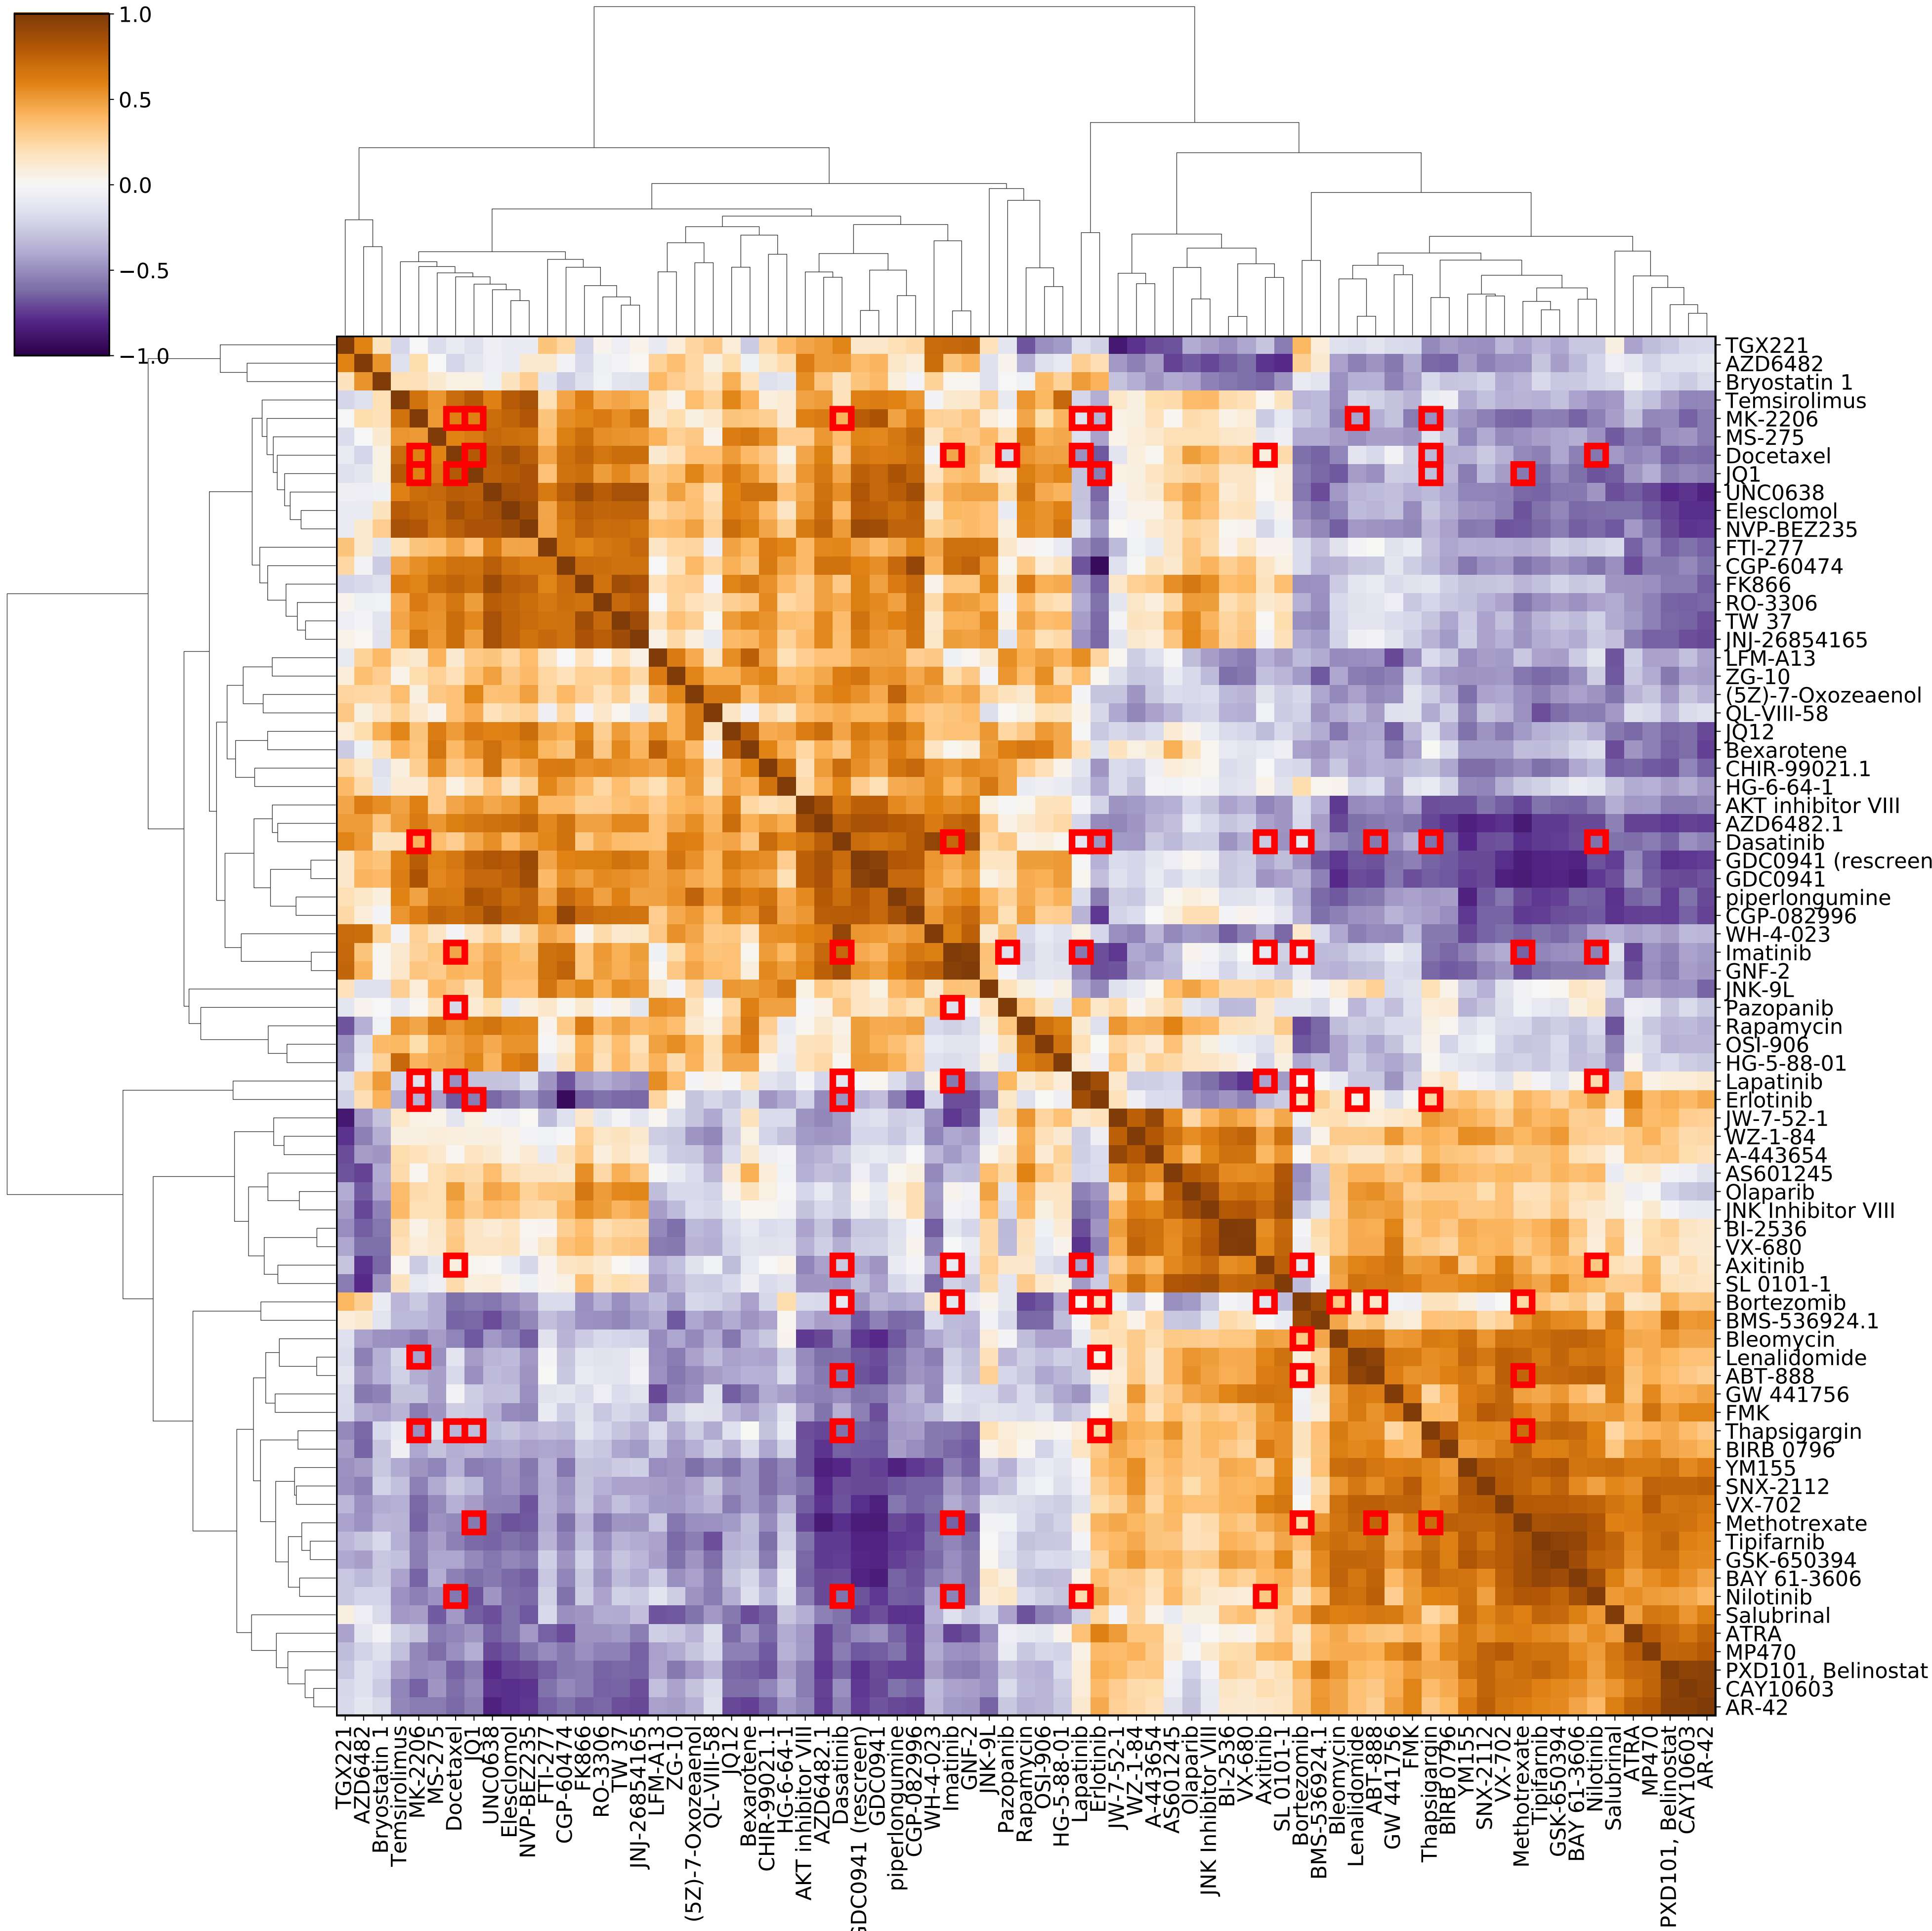 1.0
0.5
0.0
−0.5
−1.0
TGX221
AZD6482
Bryostatin 1
Temsirolimus
MK-2206
MS-275
Docetaxel
JQ1
UNC0638
Elesclomol
NVP-BEZ235
FTI-277
CGP-60474
FK866
RO-3306
TW 37
JNJ-26854165
LFM-A13
ZG-10
(5Z)-7-Oxozeaenol
QL-VIII-58
JQ12
Bexarotene
CHIR-99021.1
HG-6-64-1
AKT inhibitor VIII
AZD6482.1
Dasatinib
GDC0941 (rescreen
GDC0941
piperlongumine
CGP-082996
WH-4-023
Imatinib
GNF-2
JNK-9L
Pazopanib
Rapamycin
OSI-906
HG-5-88-01
Lapatinib
Erlotinib
JW-7-52-1
WZ-1-84
A-443654
AS601245
Olaparib
JNK Inhibitor VIII
BI-2536
VX-680
Axitinib
SL 0101-1
Bortezomib
BMS-536924.1
Bleomycin
Lenalidomide
ABT-888
GW 441756
FMK
Thapsigargin
BIRB 0796
YM155
SNX-2112
VX-702
Methotrexate
Tipifarnib
GSK-650394
BAY 61-3606
Nilotinib
Salubrinal
ATRA
MP470
PXD101, Belinostat
CAY10603
AR-42
TGX221
AZD6482
Bryostatin 1
Temsirolimus
MK-2206
MS-275
Docetaxel
JQ1
UNC0638
Elesclomol
NVP-BEZ235
FTI-277
CGP-60474
FK866
RO-3306
TW 37
JNJ-26854165
LFM-A13
ZG-10
(5Z)-7-Oxozeaenol
QL-VIII-58
JQ12
Bexarotene
CHIR-99021.1
HG-6-64-1
AKT inhibitor VIII
AZD6482.1
Dasatinib
GDC0941 (rescreen)
GDC0941
piperlongumine
CGP-082996
WH-4-023
Imatinib
GNF-2
JNK-9L
Pazopanib
Rapamycin
OSI-906
HG-5-88-01
Lapatinib
Erlotinib
JW-7-52-1
WZ-1-84
A-443654
AS601245
Olaparib
JNK Inhibitor VIII
BI-2536
VX-680
Axitinib
SL 0101-1
Bortezomib
BMS-536924.1
Bleomycin
Lenalidomide
ABT-888
GW 441756
FMK
Thapsigargin
BIRB 0796
YM155
SNX-2112
VX-702
Methotrexate
Tipifarnib
GSK-650394
BAY 61-3606
Nilotinib
Salubrinal
ATRA
MP470
PXD101, Belinostat
CAY10603
AR-42